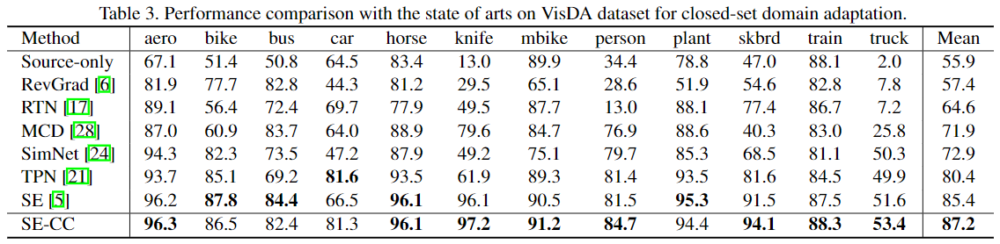 Table 3. Performance comparison with the state of arts on VisDA dataset for closed-set domain adaptation.
Method aero bike bus car horse knife mbike person plant skbrd train truck Mean
Source-only 67.1 51.4 50.8 64.5 83.4 13.0 89.9 34.4 78.8 47.0 88.1 2.0 55.9
RevGrad [6] 81.9 77.7 82.8 44.3 81.2 29.5 65.1 28.6 51.9 54.6 82.8 7.8 57.4
RTN [17] 89.1 56.4 72.4 69.7 77.9 49.5 87.7 13.0 88.1 77.4 86.7 7.2 64.6
MCD [28] 87.0 60.9 83.7 64.0 88.9 79.6 84.7 76.9 88.6 40.3 83.0 25.8 71.9
SimNet [24] 94.3 82.3 73.5 47.2 87.9 49.2 75.1 79.7 85.3 68.5 81.1 50.3 72.9
TPN [21] 93.7 85.1 69.2 81.6 93.5 61.9 89.3 81.4 93.5 81.6 84.5 49.9 80.4
SE [5] 96.2 87.8 84.4 66.5 96.1 96.1 90.5 81.5 95.3 91.5 87.5 51.6 85.4
SE-CC 96.3 86.5 82.4 81.3 96.1 97.2 91.2 84.7 94.4 94.1 88.3 53.4 87.2